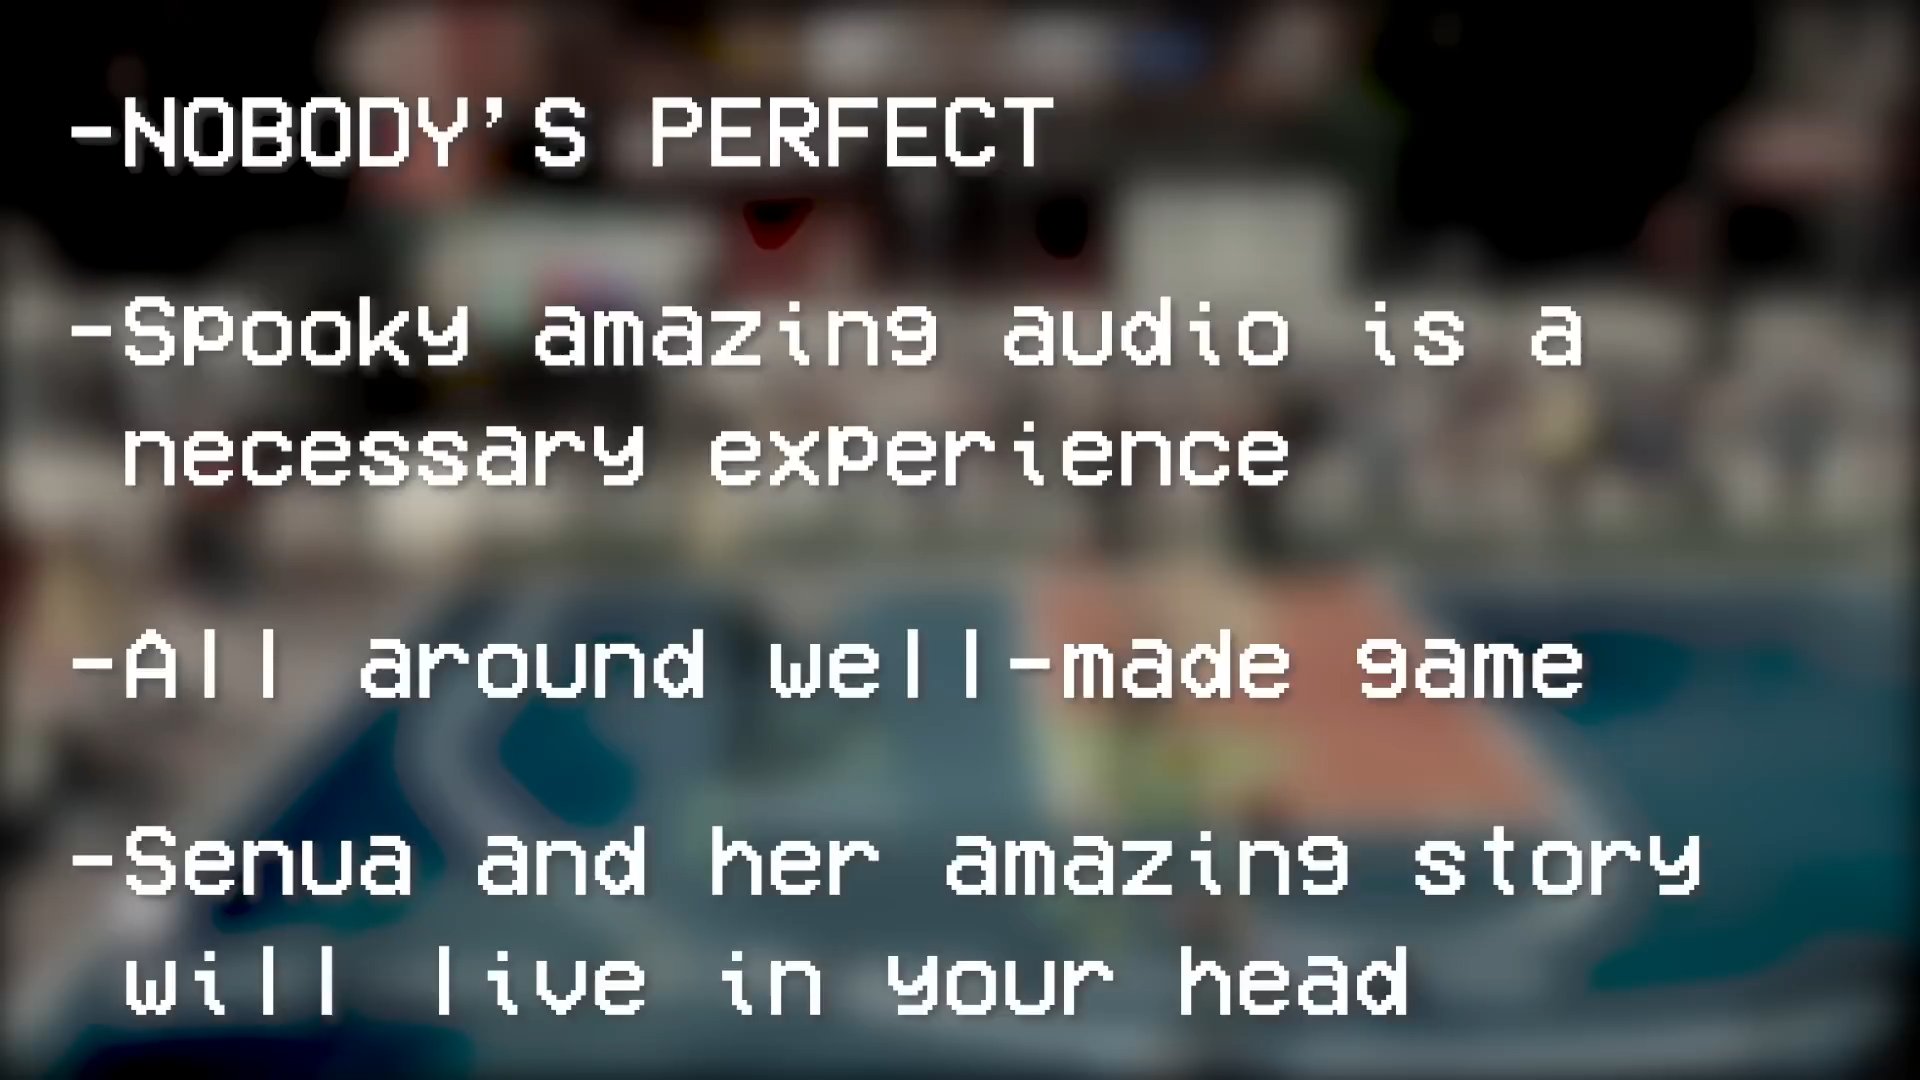 -NOBODY'S PERFECT
-Spooky amazing audio is a
necessary experience
-All around well-made game
-Senua and her amazing story
will live in your head